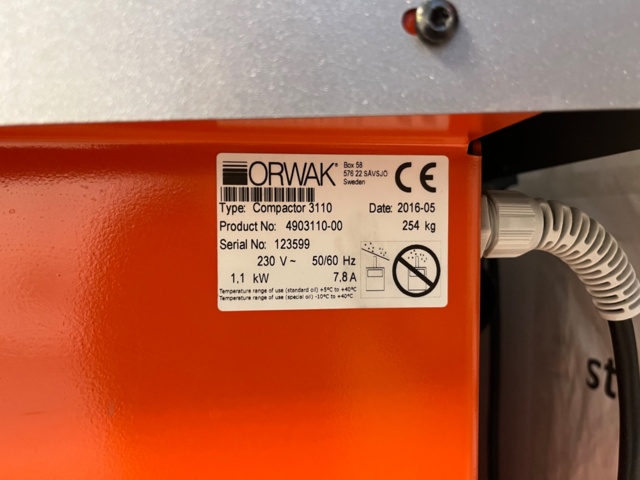 ORWAK®
Box 58
576 22 SÄVSJÖ
Sweden
CE
Type: Compactor 3110 Date: 2016-05
Product No: 4903110-00 254 kg
Serial No: 123599
230 V ~ 50/60 Hz
1,1 kW 7.8 A
Temperature range of use (standard oil) +5°C to +40°C
Temperature range of use (special oil) -10°C to +40°C
st